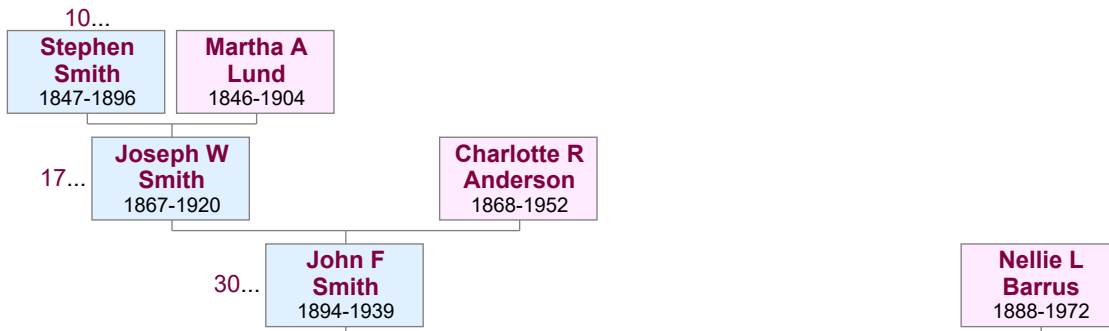 10...
Stephen
Smith
1847-1896
Martha A
Lund
1846-1904
17...
Joseph W
Smith
1867-1920
Charlotte R
Anderson
1868-1952
30...
John F
Smith
1894-1939
Nellie L
Barrus
1888-1972